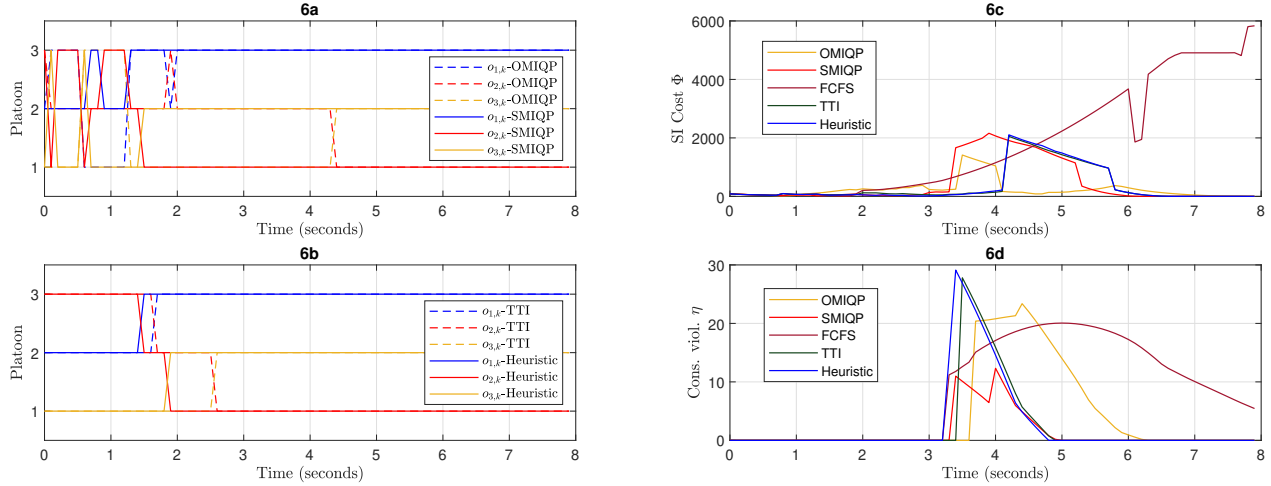 6a
Platoon
3
2
1
0 1 2 3 4 5 6 7 8
Time (seconds)
o1,k-OMIQP
o2,k-OMIQP
o3,k-OMIQP
o1,k-SMIQP
o2,k-SMIQP
o3,k-SMIQP
6b
Platoon
3
2
1
0 1 2 3 4 5 6 7 8
Time (seconds)
o1,k-TTI
o2,k-TTI
o3,k-TTI
o1,k-Heuristic
o2,k-Heuristic
o3,k-Heuristic
6c
SI Cost Φ
6000
4000
2000
0
0 1 2 3 4 5 6 7 8
Time (seconds)
OMIQP
SMIQP
FCFS
TTI
Heuristic
6d
Cons. viol. η
30
20
10
0
0 1 2 3 4 5 6 7 8
Time (seconds)
OMIQP
SMIQP
FCFS
TTI
Heuristic